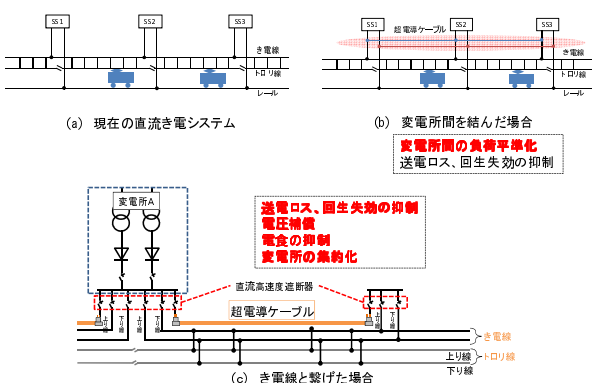 SS1
SS2
SS3
き電線
トロリ線
レール
(a) 現在の直流き電システム
SS1
SS2
SS3
超電導ケーブル
き電線
トロリ線
レール
(b) 変電所間を結んだ場合
変電所間の負荷平準化
送電ロス、回生失効の抑制
変電所A
送電ロス、回生失効の抑制
電圧補償
電食の抑制
変電所の集約化
直流高速度遮断器
超電導ケーブル
上り線
下り線
上り線
下り線
上り線
下り線
き電線
上り線
トロリ線
下り線
(c) き電線と繋げた場合